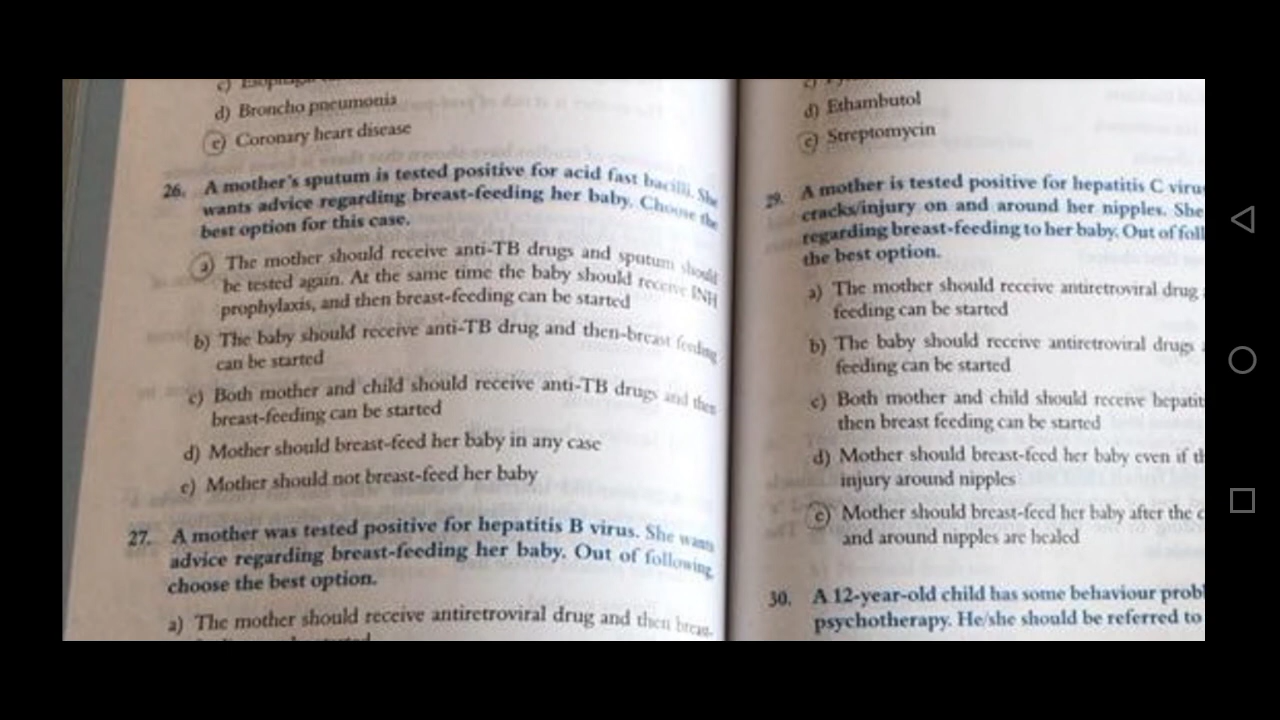 d) Broncho pneumonia
e) Coronary heart disease
26. A mother's sputum is tested positive for acid fast bacilli. She
wants advice regarding breast-feeding her baby. Choose the
best option for this case.
a) The mother should receive anti-TB drugs and sputum should
be tested again. At the same time the baby should receive INH
prophylaxis, and then breast-feeding can be started
b) The baby should receive anti-TB drug and then-breast feeding
can be started
c) Both mother and child should receive anti-TB drugs and then
breast-feeding can be started
d) Mother should breast-feed her baby in any case
e) Mother should not breast-feed her baby
27. A mother was tested positive for hepatitis B virus. She wants
advice regarding breast-feeding her baby. Out of following,
choose the best option.
a) The mother should receive antiretroviral drug and then breast-
d) Ethambutol
e) Streptomycin
29. A mother is tested positive for hepatitis C viru
cracks/injury on and around her nipples. She
regarding breast-feeding to her baby. Out of foll
the best option.
a) The mother should receive antiretroviral drug
feeding can be started
b) The baby should receive antiretroviral drugs
feeding can be started
c) Both mother and child should receive hepatit
then breast feeding can be started
d) Mother should breast-feed her baby even if th
injury around nipples
e) Mother should breast-feed her baby after the c
and around nipples are healed
30. A 12-year-old child has some behaviour probl
psychotherapy. He/she should be referred to